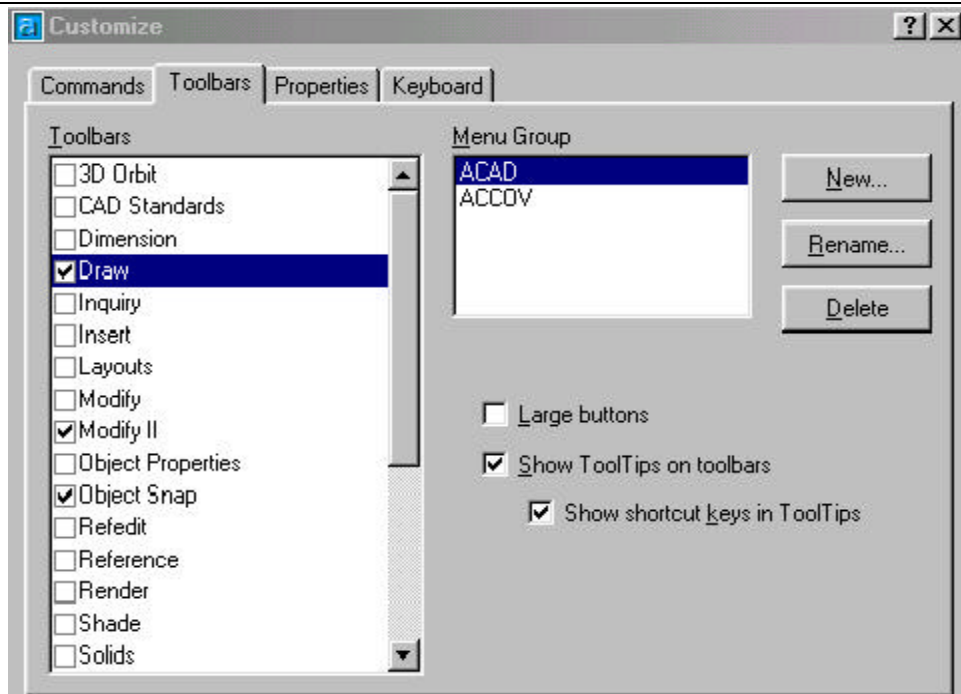 Customize
Commands Toolbars Properties Keyboard
Toolbars
3D Orbit
CAD Standards
Dimension
Draw
Inquiry
Insert
Layouts
Modify
Modify II
Object Properties
Object Snap
Refedit
Reference
Render
Shade
Solids
Menu Group
ACAD
ACCOV
New...
Rename...
Delete
Large buttons
Show ToolTips on toolbars
Show shortcut keys in ToolTips